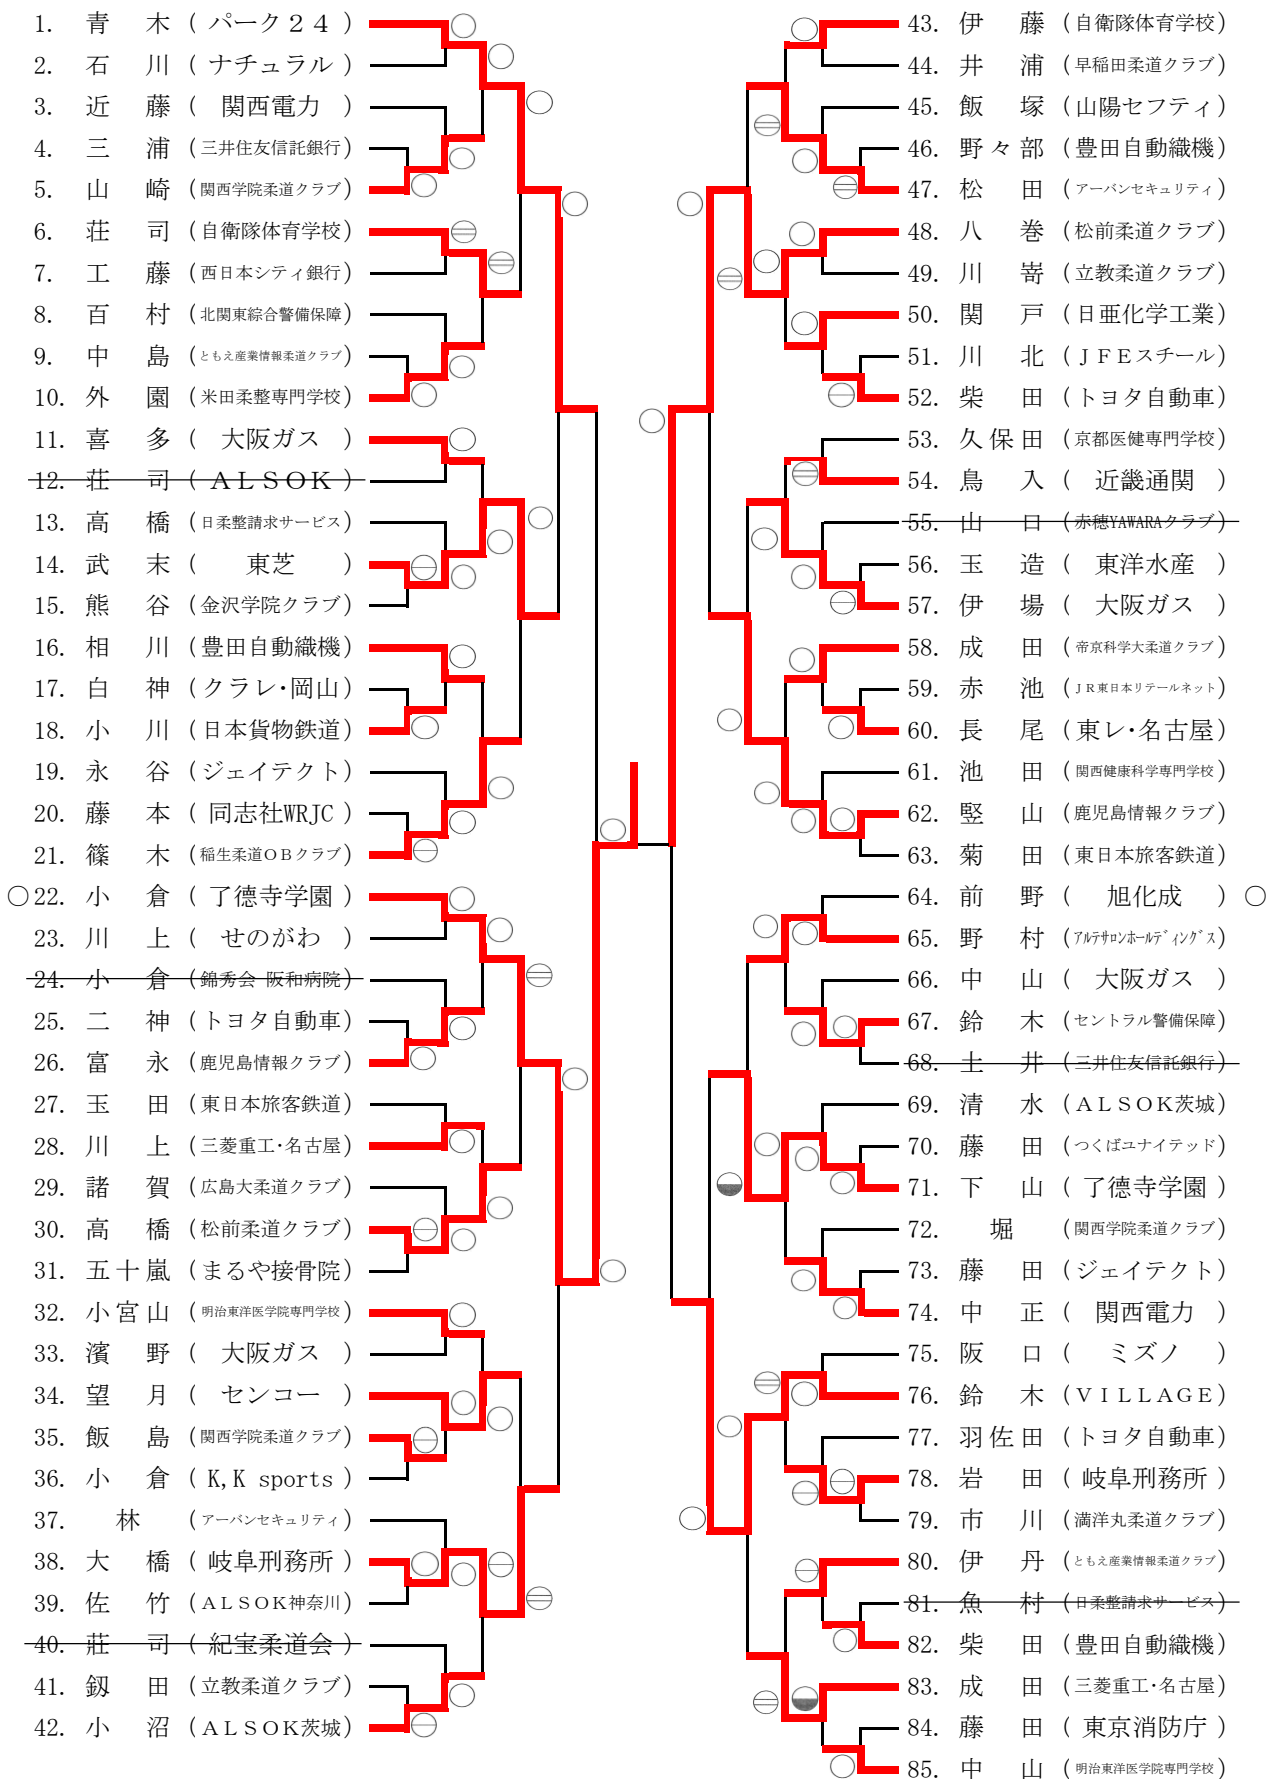 1. 青 木 ( パーク２４ )
2. 石 川 ( ナチュラル )
3. 近 藤 ( 関西電力 )
4. 三 浦 (三井住友信託銀行)
5. 山 崎 (関西学院柔道クラブ)
6. 荘 司 (自衛隊体育学校)
7. 工 藤 (西日本シティ銀行)
8. 百 村 (北関東綜合警備保障)
9. 中 島 (ともえ産業情報柔道クラブ)
10. 外 園 (米田柔整専門学校)
11. 喜 多 ( 大阪ガス )
12. 荘 司 ( ＡＬＳＯＫ )
13. 高 橋 (日柔整請求サービス)
14. 武 末 ( 東芝 )
15. 熊 谷 (金沢学院クラブ)
16. 相 川 (豊田自動織機)
17. 白 神 (クラレ・岡山)
18. 小 川 (日本貨物鉄道)
19. 永 谷 (ジェイテクト)
20. 藤 本 ( 同志社WRJC )
21. 篠 木 (稲生柔道ＯＢクラブ)
○22. 小 倉 ( 了德寺学園 )
23. 川 上 ( せのがわ )
24. 小 倉 (錦秀会 阪和病院)
25. 二 神 (トヨタ自動車)
26. 富 永 (鹿児島情報クラブ)
27. 玉 田 (東日本旅客鉄道)
28. 川 上 (三菱重工・名古屋)
29. 諸 賀 (広島大柔道クラブ)
30. 高 橋 (松前柔道クラブ)
31. 五十嵐 (まるや接骨院)
32. 小宮山 (明治東洋医学院専門学校)
33. 濱 野 ( 大阪ガス )
34. 望 月 ( センコー )
35. 飯 島 (関西学院柔道クラブ)
36. 小 倉 ( K,K sports )
37. 林 (アーバンセキュリティ)
38. 大 橋 ( 岐阜刑務所 )
39. 佐 竹 (ＡＬＳＯＫ神奈川)
40. 莊 司 ( 紀宝柔道会 )
41. 釼 田 (立教柔道クラブ)
42. 小 沼 (ＡＬＳＯＫ茨城)
43. 伊 藤 (自衛隊体育学校)
44. 井 浦 (早稲田柔道クラブ)
45. 飯 塚 (山陽セフティ)
46. 野々部 (豊田自動織機)
47. 松 田 (アーバンセキュリティ)
48. 八 巻 (松前柔道クラブ)
49. 川 嵜 (立教柔道クラブ)
50. 関 戸 (日亜化学工業)
51. 川 北 (ＪＦＥスチール)
52. 柴 田 (トヨタ自動車)
53. 久保田 (京都医健専門学校)
54. 鳥 入 ( 近畿通関 )
55. 山 口 (赤穂YAWARAクラブ)
56. 玉 造 ( 東洋水産 )
57. 伊 場 ( 大阪ガス )
58. 成 田 (帝京科学大柔道クラブ)
59. 赤 池 (ＪＲ東日本リテールネット)
60. 長 尾 (東レ・名古屋)
61. 池 田 (関西健康科学専門学校)
62. 竪 山 (鹿児島情報クラブ)
63. 菊 田 (東日本旅客鉄道)
64. 前 野 ( 旭化成 ) ○
65. 野 村 (ｱﾙﾃｻﾛﾝﾎｰﾙﾃﾞｨﾝｸﾞｽ)
66. 中 山 ( 大阪ガス )
67. 鈴 木 (セントラル警備保障)
68. 土 井 (三井住友信託銀行)
69. 清 水 (ＡＬＳＯＫ茨城)
70. 藤 田 (つくばユナイテッド)
71. 下 山 ( 了德寺学園 )
72. 堀 (関西学院柔道クラブ)
73. 藤 田 (ジェイテクト)
74. 中 正 ( 関西電力 )
75. 阪 口 ( ミズノ )
76. 鈴 木 (ＶＩＬＬＡＧＥ)
77. 羽佐田 (トヨタ自動車)
78. 岩 田 ( 岐阜刑務所 )
79. 市 川 (満洋丸柔道クラブ)
80. 伊 丹 (ともえ産業情報柔道クラブ)
81. 魚 村 (日柔整請求サービス)
82. 柴 田 (豊田自動織機)
83. 成 田 (三菱重工・名古屋)
84. 藤 田 ( 東京消防庁 )
85. 中 山 (明治東洋医学院専門学校)